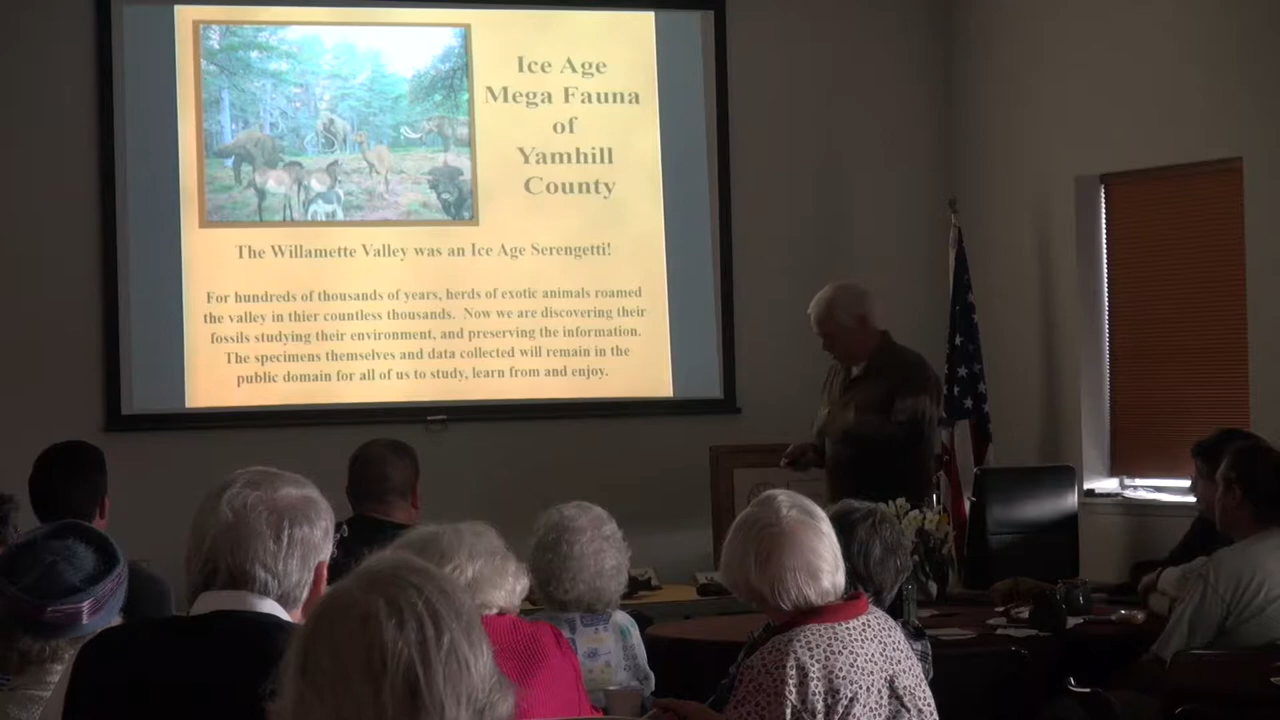 Ice Age
Mega Fauna
of
Yamhill
County
The Willamette Valley was an Ice Age Serengetti!
For hundreds of thousands of years, herds of exotic animals roamed
the valley in thier countless thousands. Now we are discovering their
fossils studying their environment, and preserving the information.
The specimens themselves and data collected will remain in the
public domain for all of us to study, learn from and enjoy.